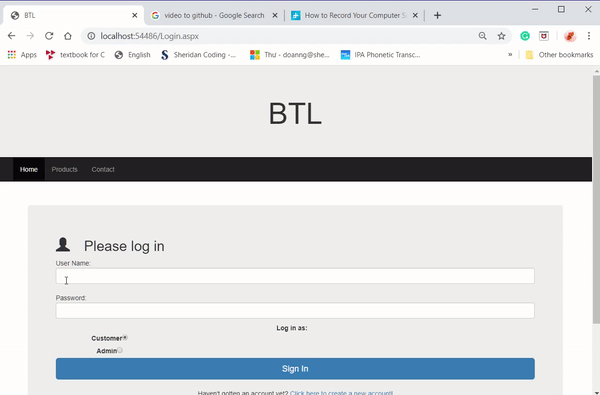 BTL
video to github - Google Search
How to Record Your Computer S
localhost:54486/Login.aspx
Apps
textbook for C
English
Sheridan Coding -...
Thu - doanng@she...
IPA Phonetic Transc...
»
Other bookmarks
BTL
Home
Products
Contact
Please log in
User Name:
Password:
Log in as:
Customer
Admin
Sign In
Haven't gotten an account yet? Click here to create a new account!